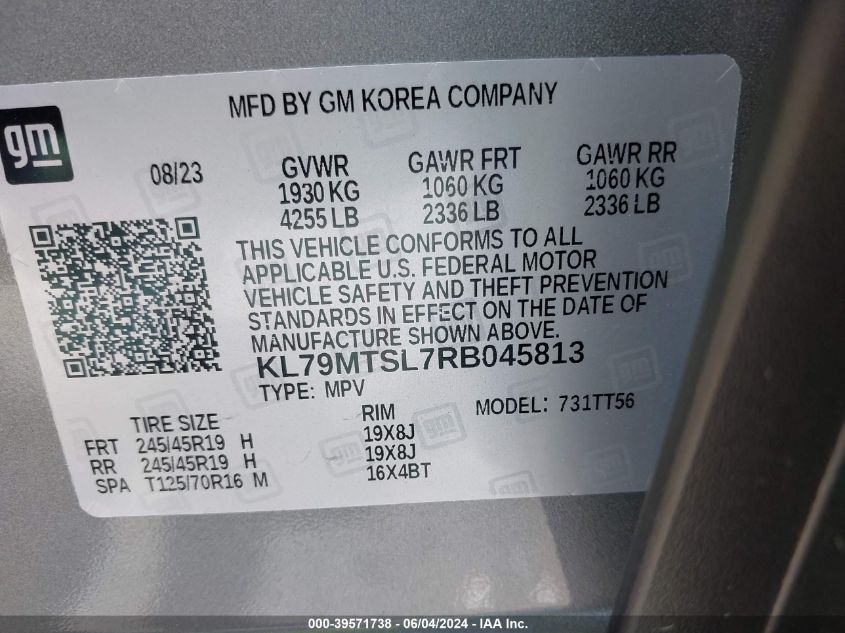 MFD BY GM KOREA COMPANY
gm
08/23
GVWR GAWR FRT GAWR RR
1930 KG 1060 KG 1060 KG
4255 LB 2336 LB 2336 LB
THIS VEHICLE CONFORMS TO ALL
APPLICABLE U.S. FEDERAL MOTOR
VEHICLE SAFETY AND THEFT PREVENTION
STANDARDS IN EFFECT ON THE DATE OF
MANUFACTURE SHOWN ABOVE.
KL79MTSL7RB045813
TYPE: MPV MODEL: 731TT56
TIRE SIZE RIM
FRT 245/45R19 H 19X8J
RR 245/45R19 H 19X8J
SPA T125/70R16 M 16X4BT
000-39571738 - 06/04/2024 - IAA Inc.